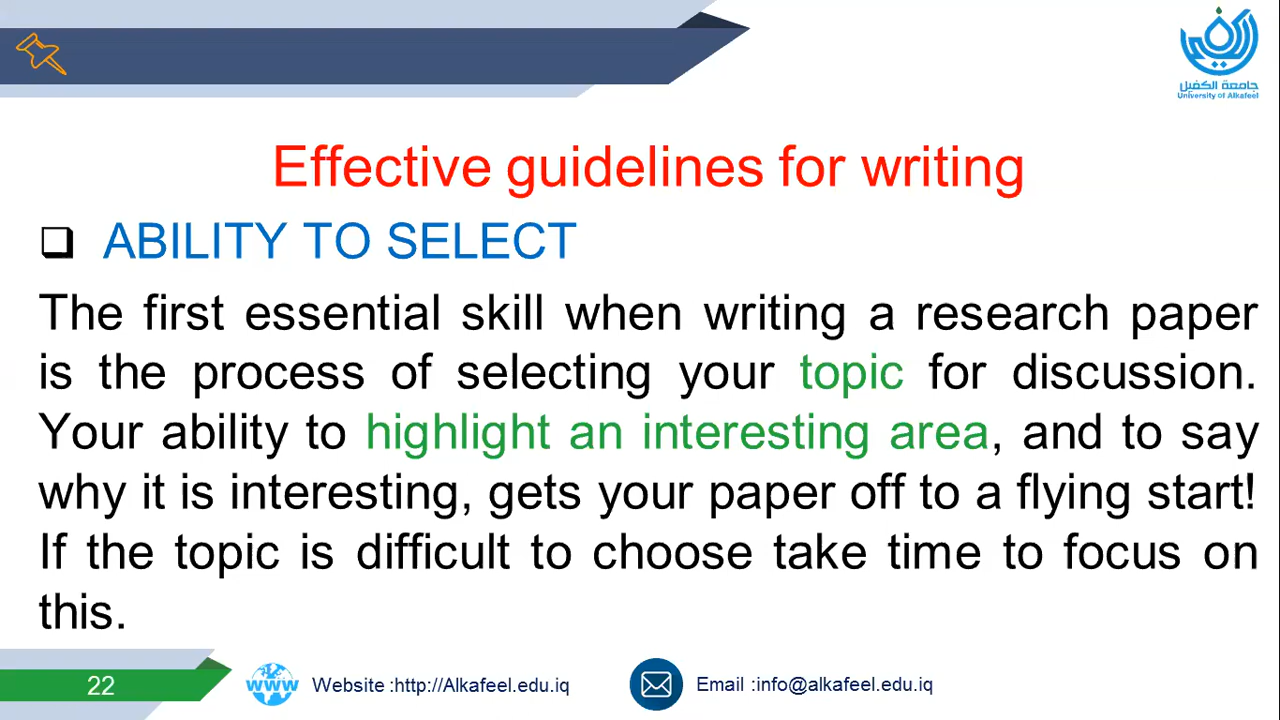 جامعة الكفيل
University of Alkafeel
Effective guidelines for writing
ABILITY TO SELECT
The first essential skill when writing a research paper
is the process of selecting your topic for discussion.
Your ability to highlight an interesting area, and to say
why it is interesting, gets your paper off to a flying start!
If the topic is difficult to choose take time to focus on
this.
22
www
Website :http://Alkafeel.edu.iq
Email :info@alkafeel.edu.iq